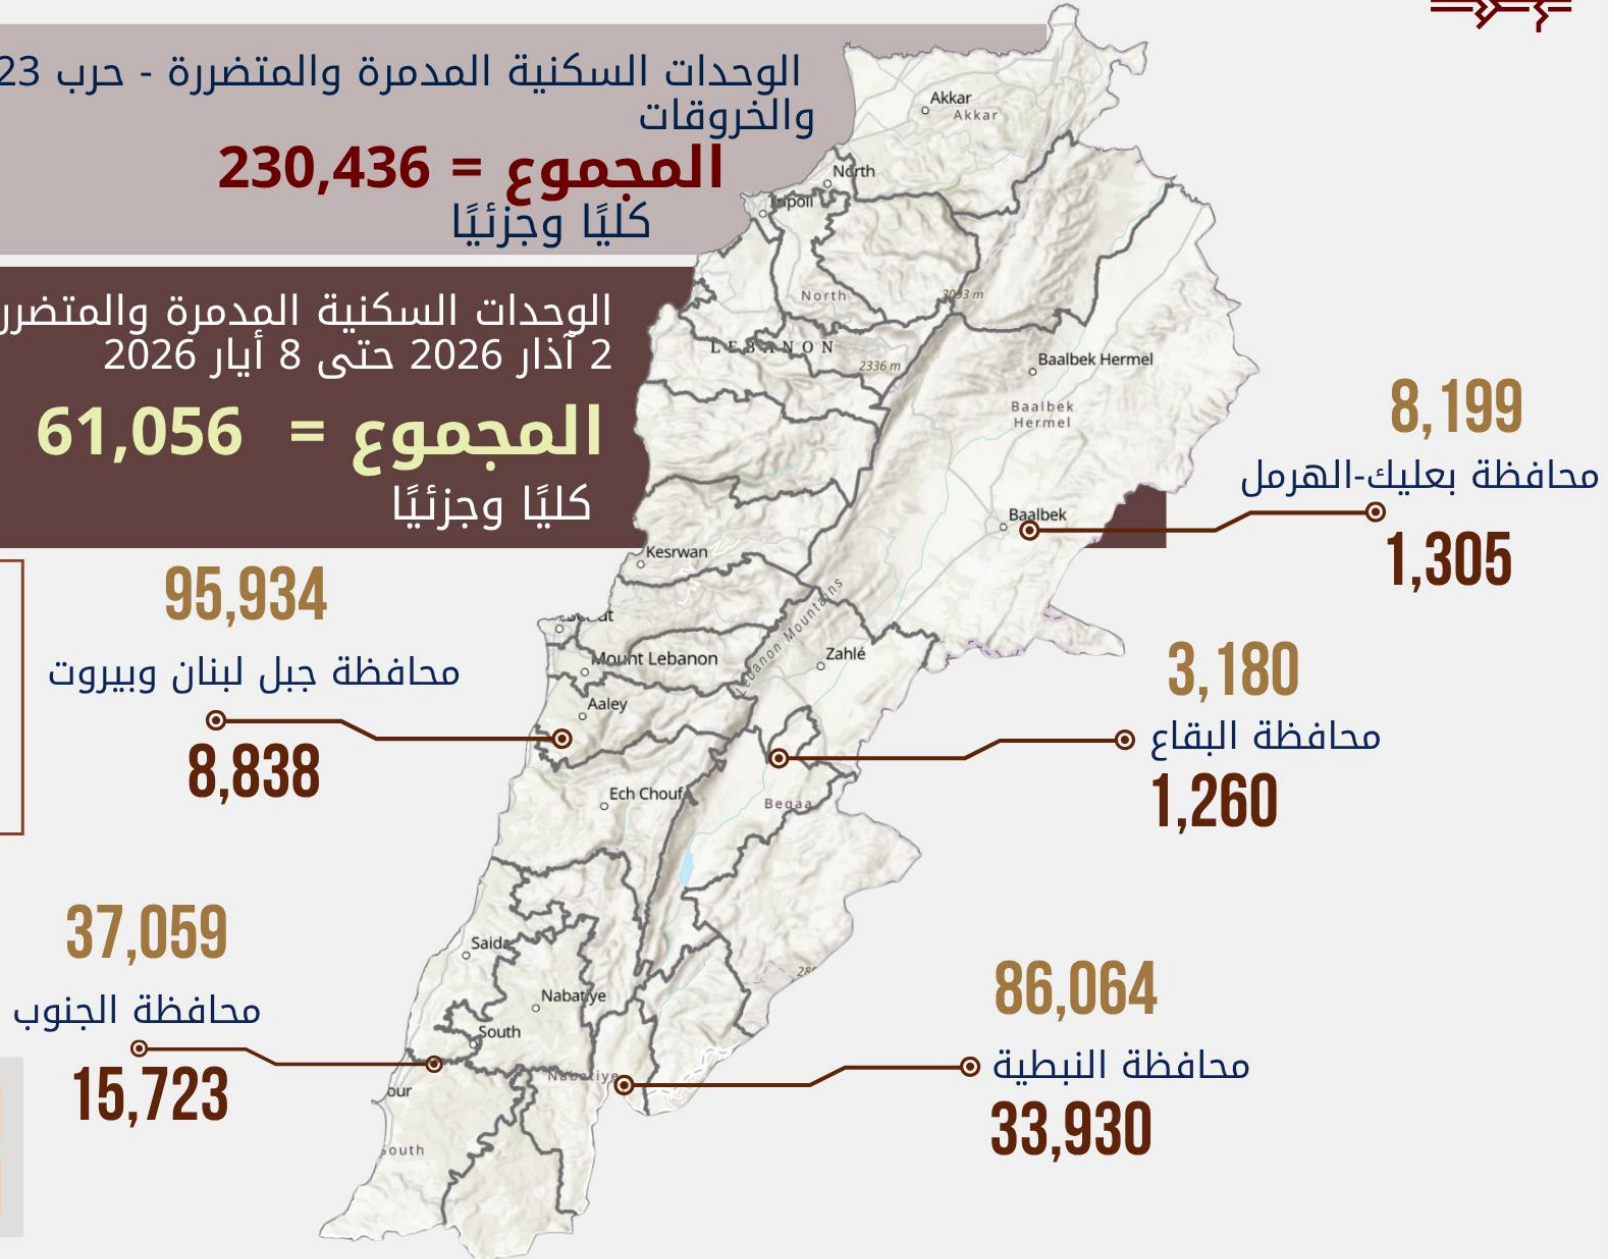 الوحدات السكنية المدمرة والمتضررة - حرب 23
والخروقات
المجموع = 230,436
كليًا وجزئيًا
الوحدات السكنية المدمرة والمتضرر
2 آذار 2026 حتى 8 أيار 2026
المجموع = 61,056
كليًا وجزئيًا
Akkar
Akkar
North
North
3093 m
LEBANON
2336 m
Baalbek Hermel
Baalbek
Hermel
Baalbek
8,199
محافظة بعليك-الهرمل
1,305
Kesrwan
95,934
محافظة جبل لبنان وبيروت
8,838
Mount Lebanon
Lebanon Mountains
Zahlé
Aaley
3,180
محافظة البقاع
1,260
Ech Chouf
Beqaa
37,059
محافظة الجنوب
15,723
Saida
Nabatiye
South
Nabatiye
our
South
86,064
محافظة النبطية
33,930